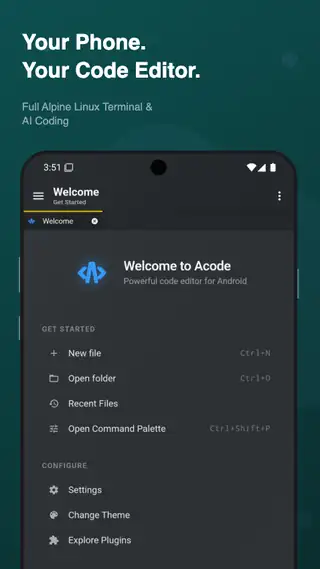 Your Phone.
Your Code Editor.
Full Alpine Linux Terminal &
AI Coding
3:51
Welcome
Get Started
Welcome
Welcome to Acode
Powerful code editor for Android
GET STARTED
New file Ctrl+N
Open folder Ctrl+O
Recent Files
Open Command Palette Ctrl+Shift+P
CONFIGURE
Settings
Change Theme
Explore Plugins